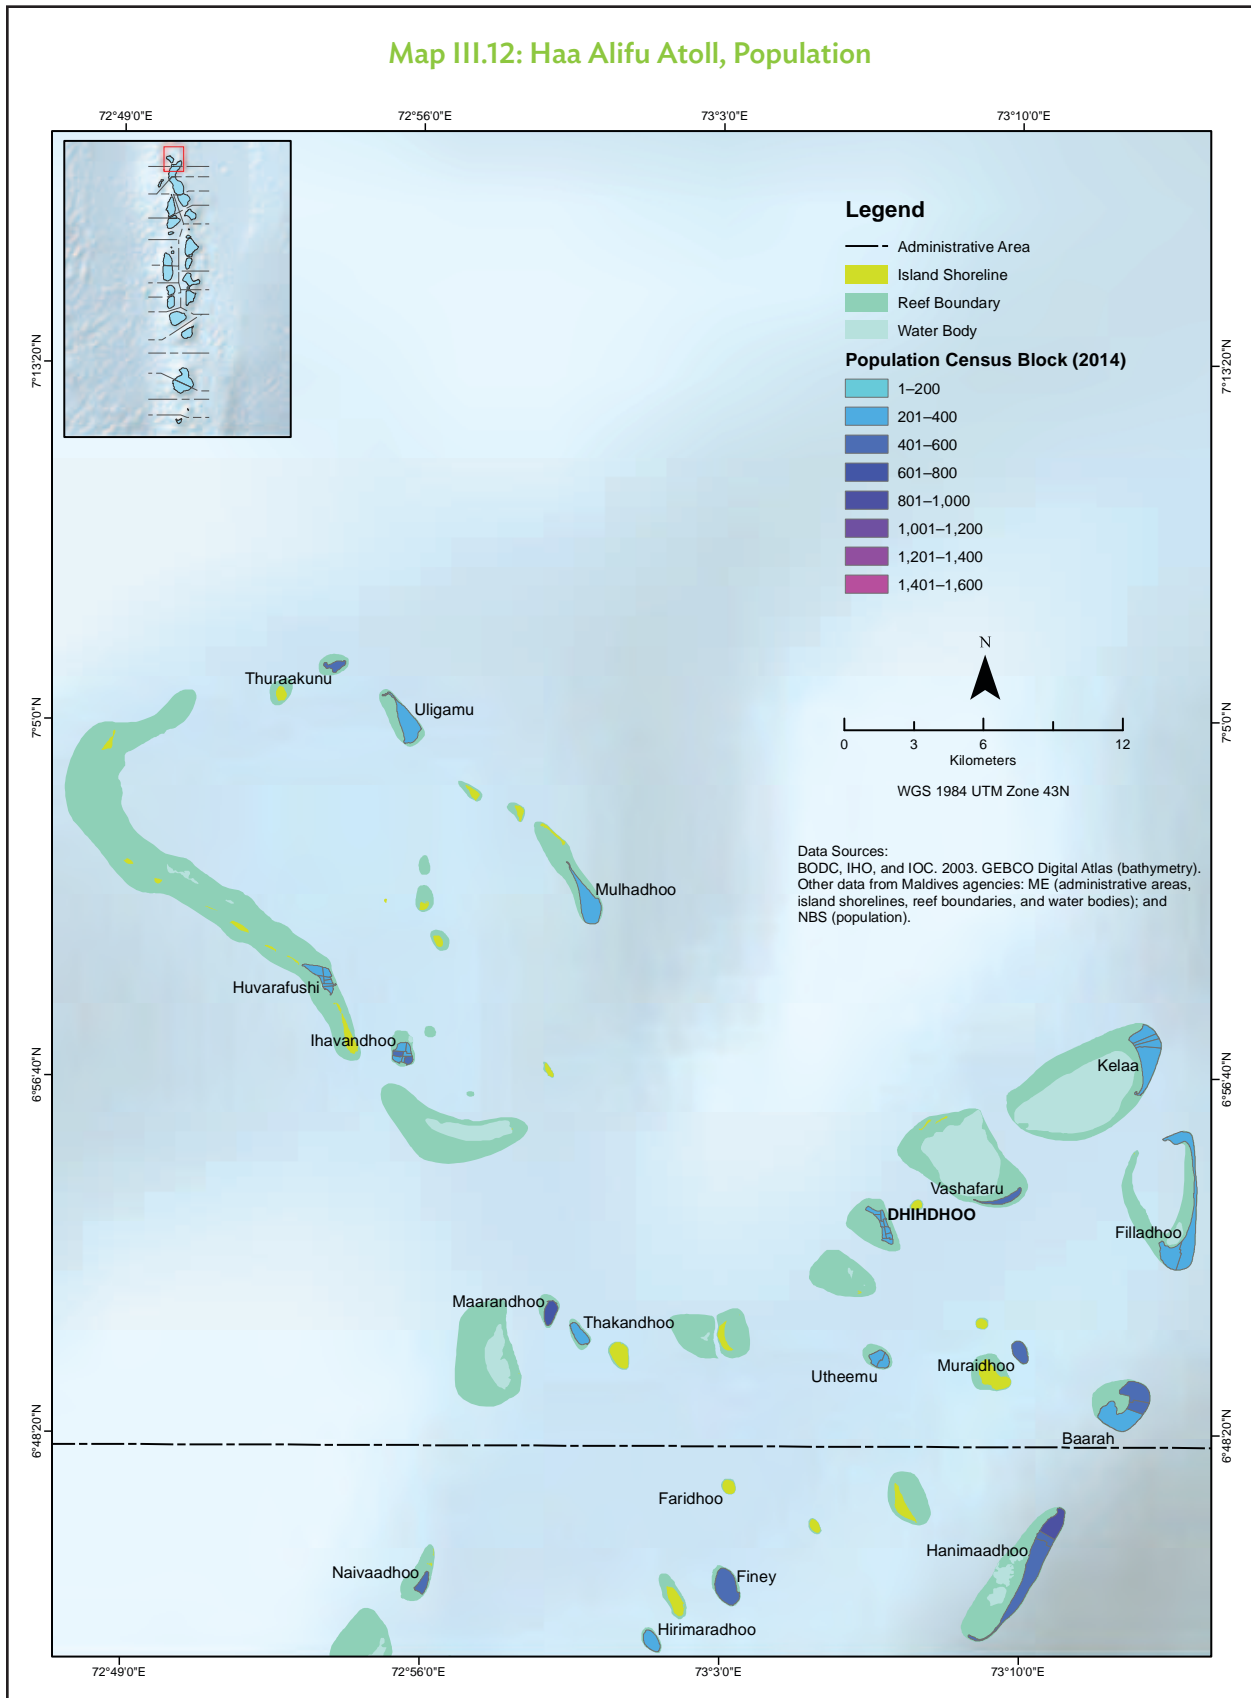 Map III.12: Haa Alifu Atoll, Population
72°49'0"E
72°56'0"E
73°3'0"E
73°10'0"E
7°13'20"N
7°13'20"N
Legend
Administrative Area
Island Shoreline
Reef Boundary
Water Body
Population Census Block (2014)
1–200
201–400
401–600
601–800
801–1,000
1,001–1,200
1,201–1,400
1,401–1,600
N
0 3 6 12
Kilometers
WGS 1984 UTM Zone 43N
Data Sources:
BODC, IHO, and IOC. 2003. GEBCO Digital Atlas (bathymetry).
Other data from Maldives agencies: ME (administrative areas,
island shorelines, reef boundaries, and water bodies); and
NBS (population).
Thuraakunu
Uligamu
7°5'0"N
7°5'0"N
Mulhadhoo
Huvarafushi
Ihavandhoo
Kelaa
6°56'40"N
6°56'40"N
Vashafaru
DHIHDHOO
Filladhoo
Maarandhoo
Thakandhoo
Utheemu
Muraidhoo
Baarah
6°48'20"N
6°48'20"N
Faridhoo
Hanimaadhoo
Naivaadhoo
Finey
Hirimaradhoo
72°49'0"E
72°56'0"E
73°3'0"E
73°10'0"E